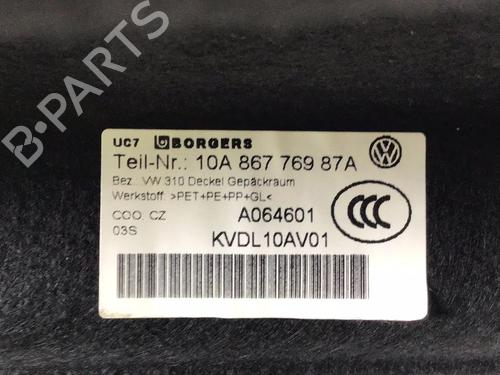 UC7 BORGERS
Teil-Nr.: 10A 867 769 87A
Bez.: VW 310 Deckel Gepäckraum
Werkstoff: >PET+PE+PP+GL<
COO. CZ A064601
03S KVDL10AV01
CCC
B-PARTS